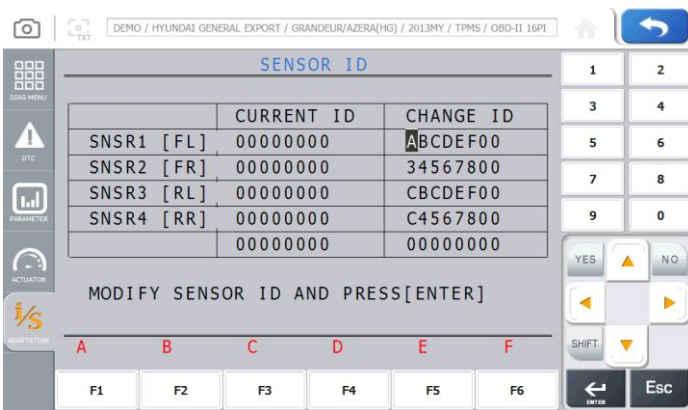 TXT
DEMO / HYUNDAI GENERAL EXPORT / GRANDEUR/AZERA(HG) / 2013MY / TPMS / OBD-II 16PI
DIAG MENU
DTC
PARAMETER
ACTUATOR
I/S
ADAPTATION
SENSOR ID
CURRENT ID CHANGE ID
SNSR1 [FL] 00000000 ABCDEF00
SNSR2 [FR] 00000000 34567800
SNSR3 [RL] 00000000 CBCDEF00
SNSR4 [RR] 00000000 C4567800
00000000 00000000
MODIFY SENSOR ID AND PRESS[ENTER]
A B C D E F
F1 F2 F3 F4 F5 F6
1 2
3 4
5 6
7 8
9 0
YES NO
SHIFT
ENTER Esc